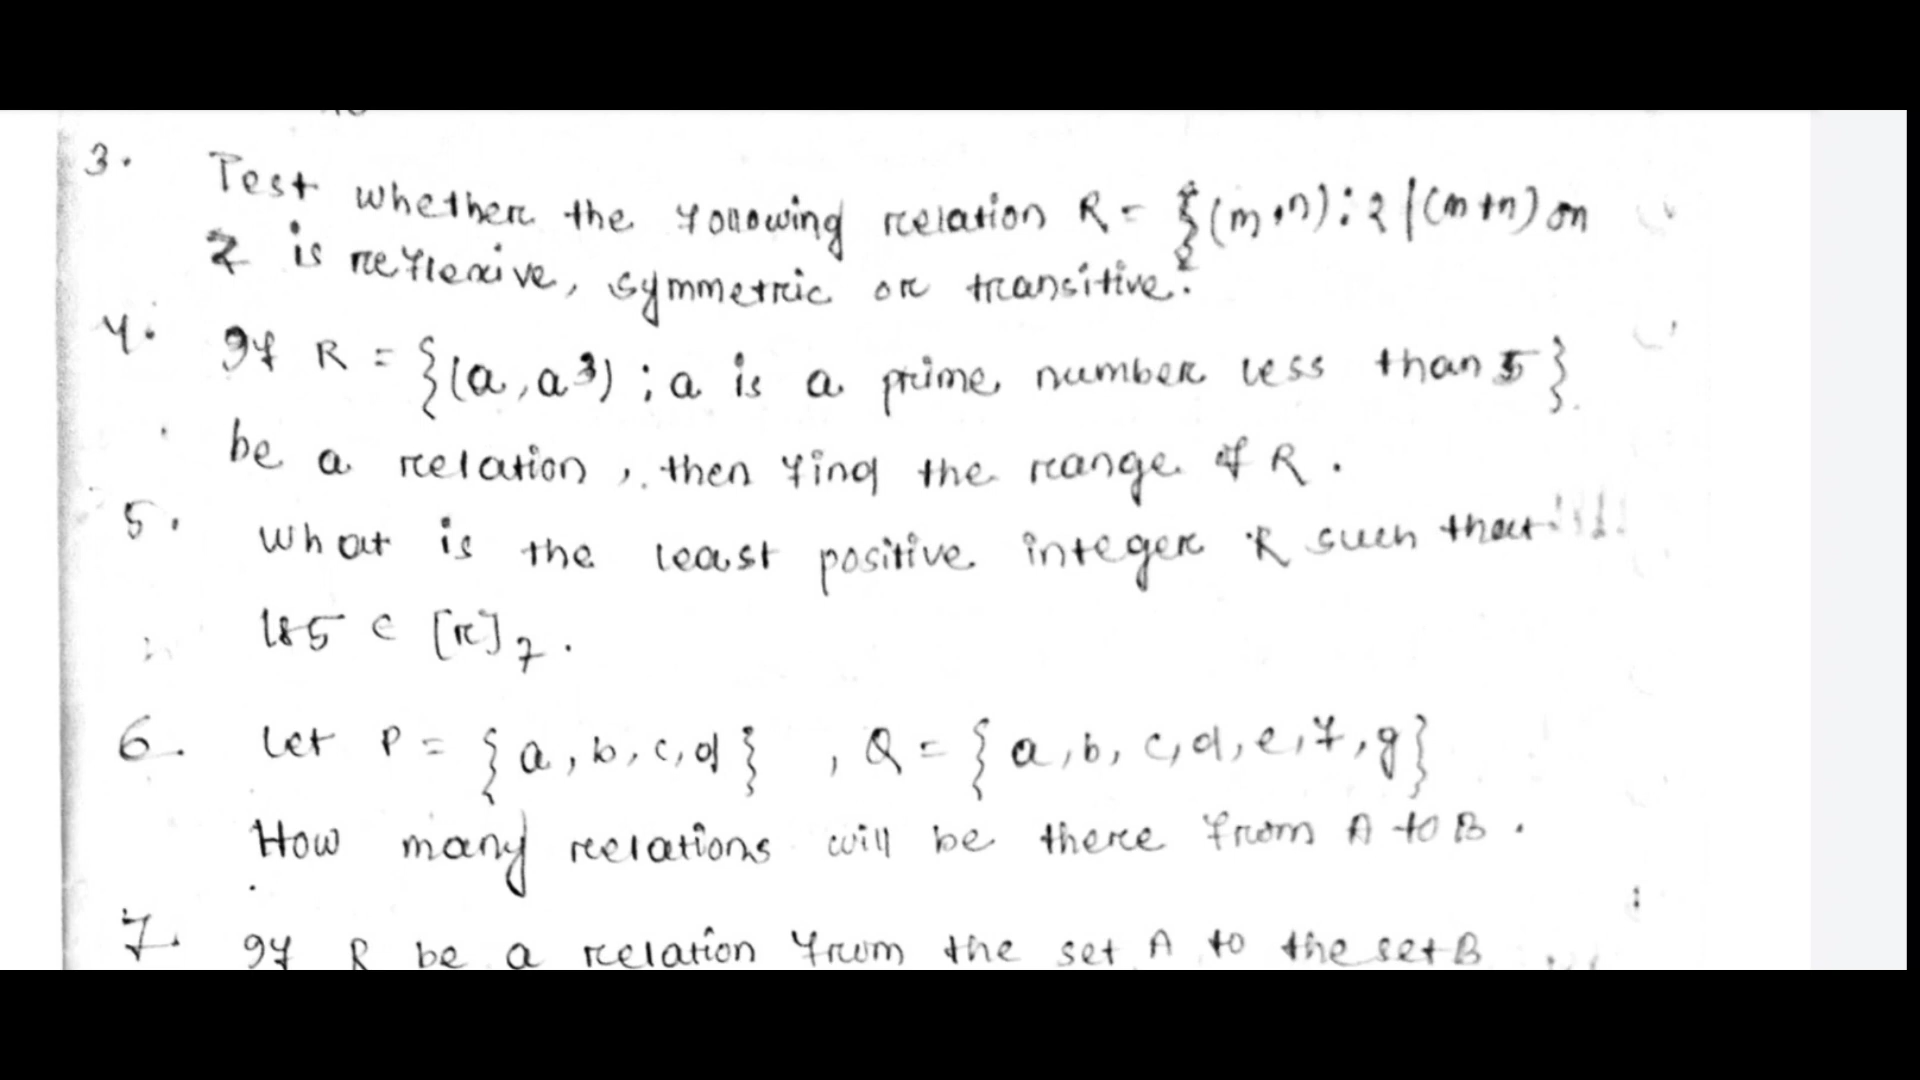 3. Test whether the following relation R = {(m,n): 2|(m+n) on
Z is reflexive, symmetric or transitive.
4. If R = {(a, a³) ; a is a prime number less than 5}
be a relation, then find the range of R.
5. What is the least positive integer R such that
185 ∈ [r]₇.
6. Let P = {a, b, c, d} , Q = {a, b, c, d, e, f, g}
How many relations will be there from A to B.
7. If R be a relation from the set A to the set B